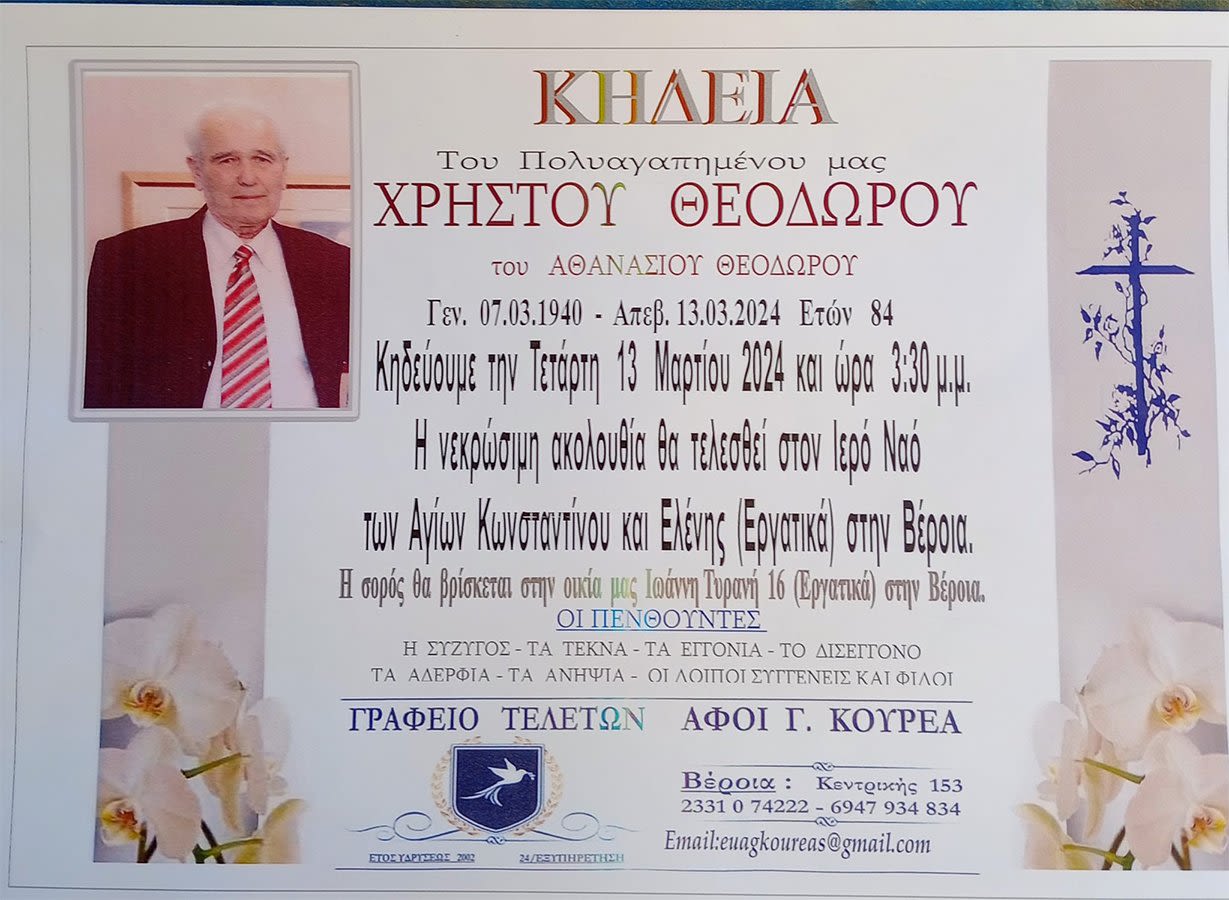 ΚΗΔΕΙΑ
Του Πολυαγαπημένου μας
ΧΡΗΣΤΟΥ ΘΕΟΔΩΡΟΥ
του ΑΘΑΝΑΣΙΟΥ ΘΕΟΔΩΡΟΥ
Γεν. 07.03.1940 - Απεβ. 13.03.2024 Ετών 84
Κηδεύουμε την Τετάρτη 13 Μαρτίου 2024 και ώρα 3:30 μ.μ.
Η νεκρώσιμη ακολουθία θα τελεσθεί στον Ιερό Ναό
των Αγίων Κωνσταντίνου και Ελένης (Εργατικά) στην Βέροια.
Η σορός θα βρίσκεται στην οικία μας Ιωάννη Τυρανή 16 (Εργατικά) στην Βέροια.
ΟΙ ΠΕΝΘΟΥΝΤΕΣ
Η ΣΥΖΥΓΟΣ - ΤΑ ΤΕΚΝΑ - ΤΑ ΕΓΓΟΝΙΑ - ΤΟ ΔΙΣΕΓΓΟΝΟ
ΤΑ ΑΔΕΡΦΙΑ - ΤΑ ΑΝΗΨΙΑ - ΟΙ ΛΟΙΠΟΙ ΣΥΓΓΕΝΕΙΣ ΚΑΙ ΦΙΛΟΙ
ΓΡΑΦΕΙΟ ΤΕΛΕΤΩΝ ΑΦΟΙ Γ. ΚΟΥΡΕΑ
Βέροια : Κεντρικής 153
2331 0 74222 - 6947 934 834
Email:euagkoureas@gmail.com
ΕΤΟΣ ΥΔΡΥΣΕΩΣ 2002 24/ΕΞΥΠΗΡΕΤΗΣΗ